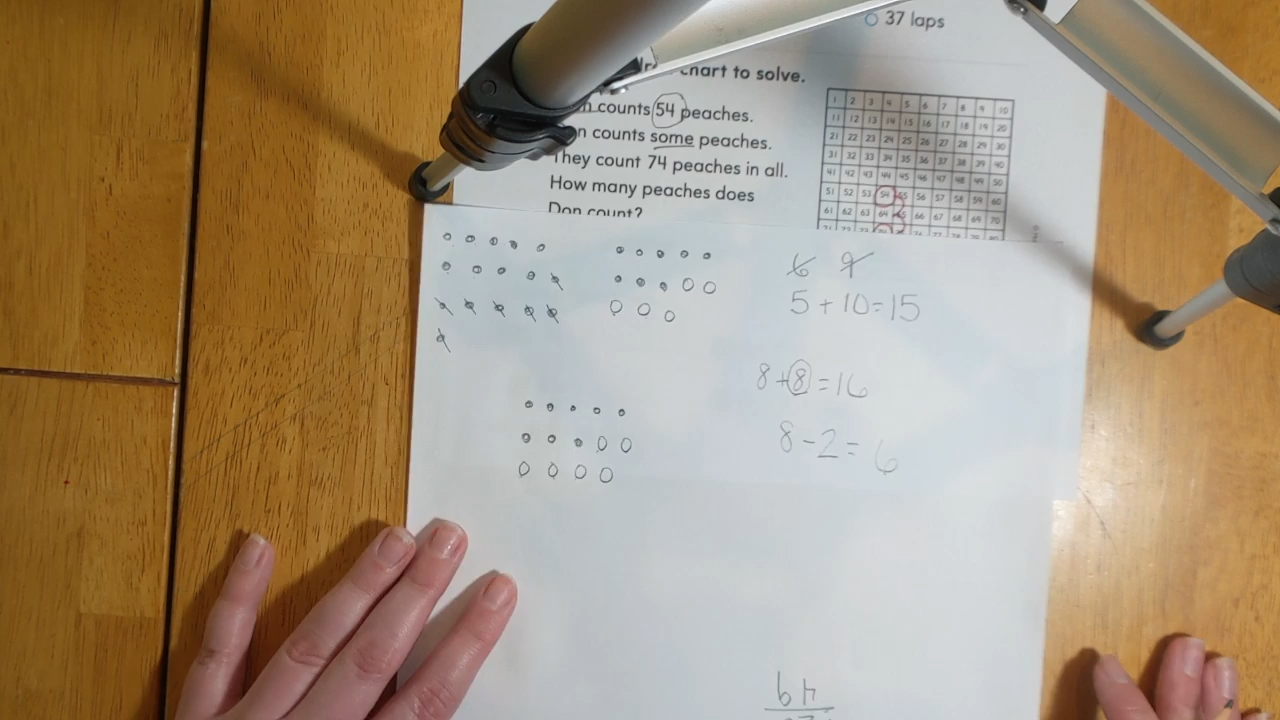 37 laps
chart to solve.
counts 54 peaches.
counts some peaches.
They count 74 peaches in all.
How many peaches does
Don count?
1 2 3 4 5 6 7 8 9 10
11 12 13 14 15 16 17 18 19 20
21 22 23 24 25 26 27 28 29 30
31 32 33 34 35 36 37 38 39 40
41 42 43 44 45 46 47 48 49 50
51 52 53 54 55 56 57 58 59 60
61 62 63 64 65 66 67 68 69 70
6 9
5+10=15
8+8=16
8-2=6